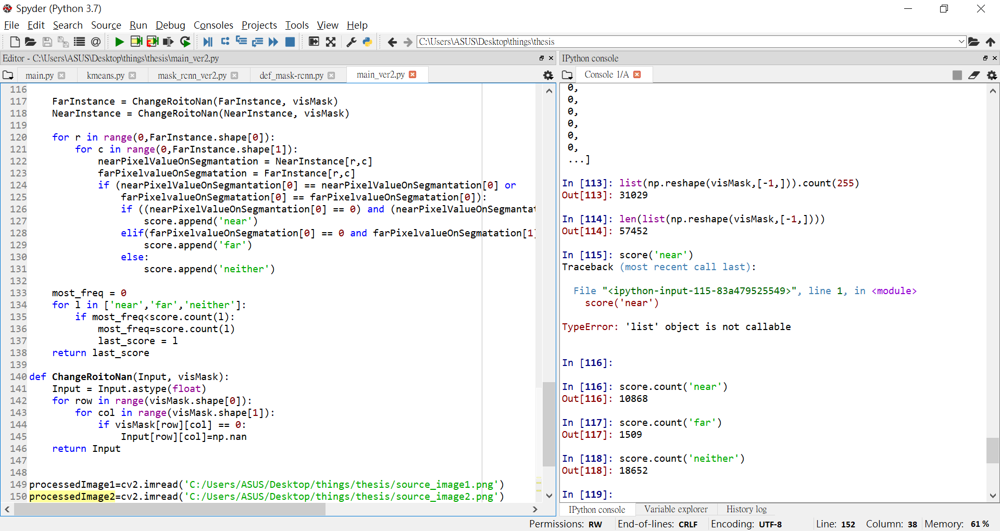 Spyder (Python 3.7)
File Edit Search Source Run Debug Consoles Projects Tools View Help
C:\Users\ASUS\Desktop\things\thesis
Editor - C:\Users\ASUS\Desktop\things\thesis\main_ver2.py
main.py kmeans.py mask_rcnn_ver2.py def_mask-rcnn.py main_ver2.py
116
117     FarInstance = ChangeRoitoNan(FarInstance, visMask)
118     NearInstance = ChangeRoitoNan(NearInstance, visMask)
119
120     for r in range(0,FarInstance.shape[0]):
121         for c in range(0,FarInstance.shape[1]):
122             nearPixelValueOnSegmantation = NearInstance[r,c]
123             farPixelvalueOnSegmatation = FarInstance[r,c]
124             if (nearPixelValueOnSegmantation[0] == nearPixelValueOnSegmantation[0] or
125                 farPixelvalueOnSegmatation[0] == farPixelvalueOnSegmatation[0]):
126                 if ((nearPixelValueOnSegmantation[0] == 0) and (nearPixelValueOnSegmantat
127                     score.append('near')
128                 elif(farPixelvalueOnSegmatation[0] == 0 and farPixelvalueOnSegmatation[1]
129                     score.append('far')
130                 else:
131                     score.append('neither')
132
133     most_freq = 0
134     for l in ['near','far','neither']:
135         if most_freq<score.count(l):
136             most_freq=score.count(l)
137             last_score = l
138     return last_score
139
140 def ChangeRoitoNan(Input, visMask):
141     Input = Input.astype(float)
142     for row in range(visMask.shape[0]):
143         for col in range(visMask.shape[1]):
144             if visMask[row][col] == 0:
145                 Input[row][col]=np.nan
146     return Input
147
148
149 processedImage1=cv2.imread('C:/Users/ASUS/Desktop/things/thesis/source_image1.png')
150 processedImage2=cv2.imread('C:/Users/ASUS/Desktop/things/thesis/source_image2.png')
IPython console
Console 1/A
0,
0,
0,
0,
0,
0,
...]
In [113]: list(np.reshape(visMask,[-1,])).count(255)
Out[113]: 31029
In [114]: len(list(np.reshape(visMask,[-1,])))
Out[114]: 57452
In [115]: score('near')
Traceback (most recent call last):
File "<ipython-input-115-83a479525549>", line 1, in <module>
score('near')
TypeError: 'list' object is not callable
In [116]:
In [116]: score.count('near')
Out[116]: 10868
In [117]: score.count('far')
Out[117]: 1509
In [118]: score.count('neither')
Out[118]: 18652
In [119]:
IPython console Variable explorer History log
Permissions: RW End-of-lines: CRLF Encoding: UTF-8 Line: 152 Column: 38 Memory: 61 %